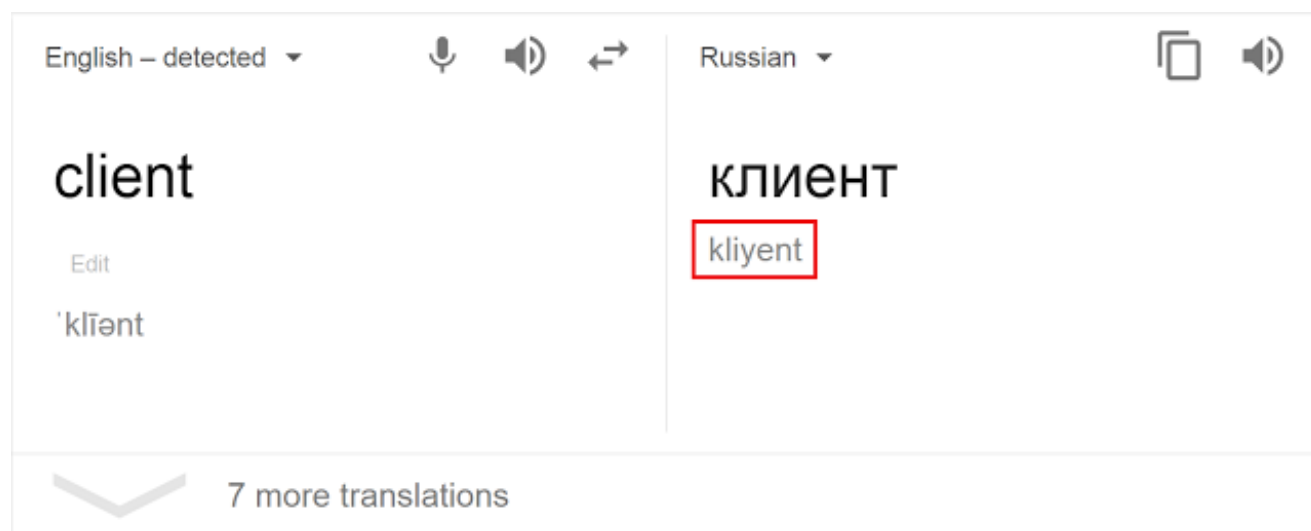 English – detected
Russian
client
клиент
kliyent
Edit
ˈklīənt
7 more translations